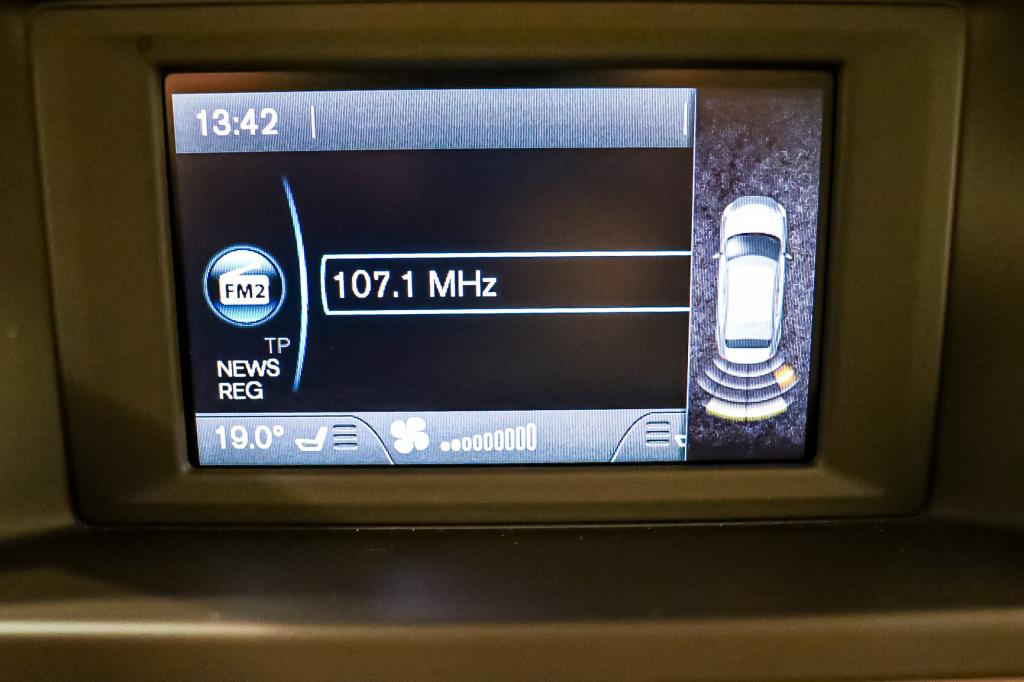 13:42
107.1 MHz
FM2
TP
NEWS
REG
19.0°